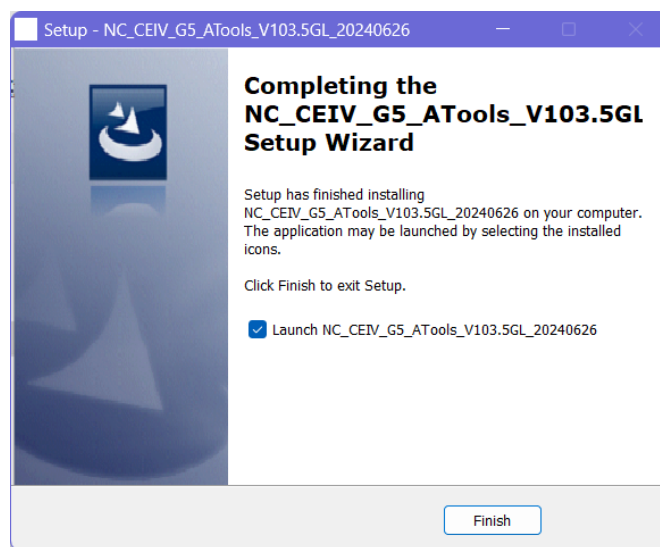 Setup - NC_CEIV_G5_ATools_V103.5GL_20240626
Completing the
NC_CEIV_G5_ATools_V103.5GL
Setup Wizard
Setup has finished installing
NC_CEIV_G5_ATools_V103.5GL_20240626 on your computer.
The application may be launched by selecting the installed
icons.
Click Finish to exit Setup.
Launch NC_CEIV_G5_ATools_V103.5GL_20240626
Finish